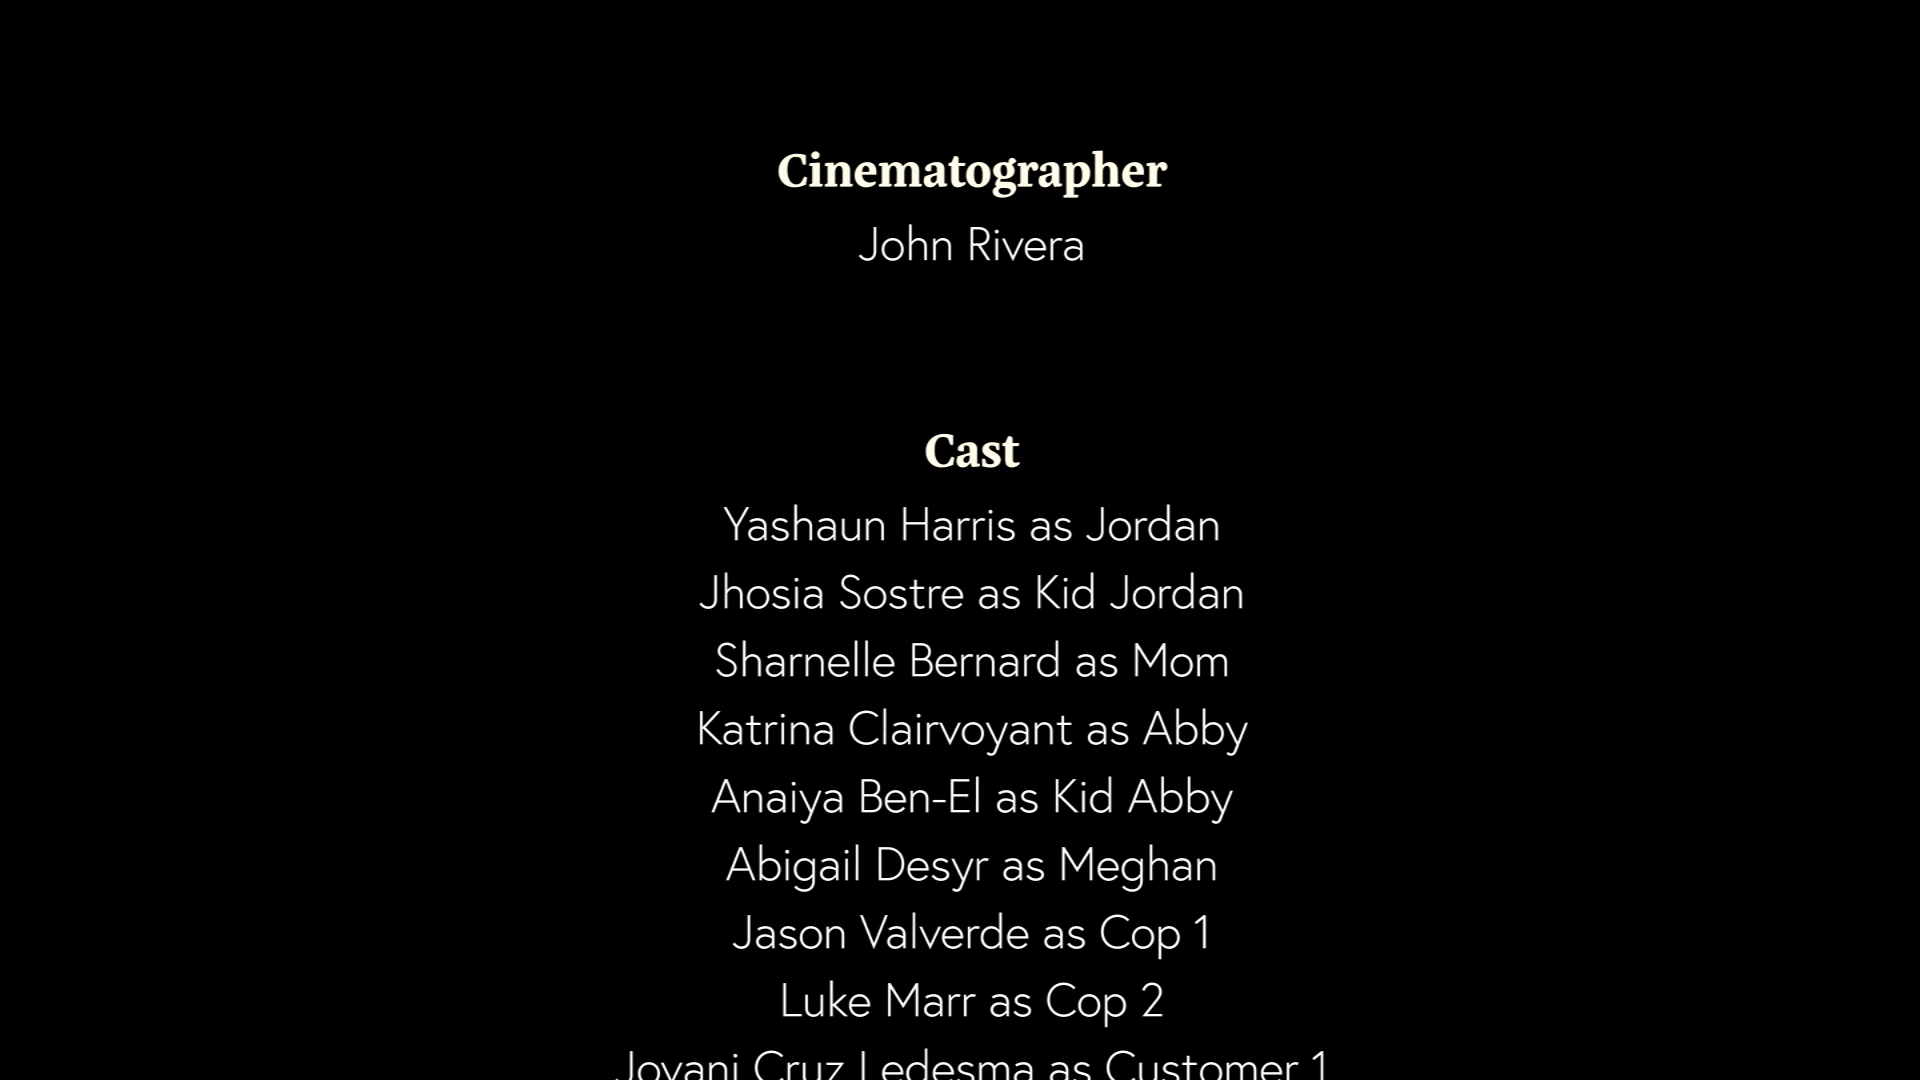 Cinematographer
John Rivera
Cast
Yashaun Harris as Jordan
Jhosia Sostre as Kid Jordan
Sharnelle Bernard as Mom
Katrina Clairvoyant as Abby
Anaiya Ben-El as Kid Abby
Abigail Desyr as Meghan
Jason Valverde as Cop 1
Luke Marr as Cop 2
Jovani Cruz Ledesma as Customer 1